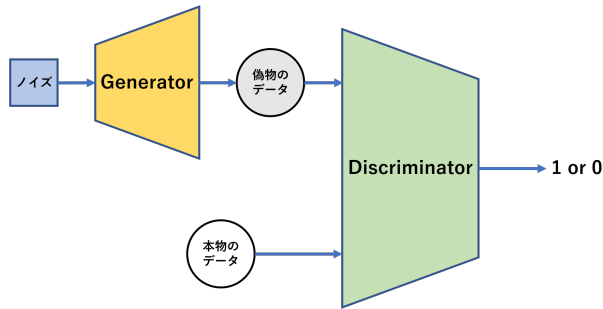 ノイズ
Generator
偽物の
データ
Discriminator
1 or 0
本物の
データ